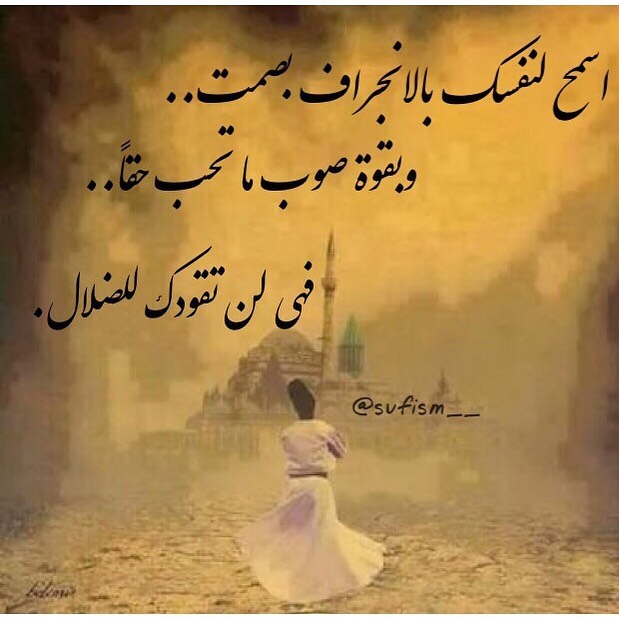 اسمح لنفسك بالانجراف بصمت..
وبقوة صوب ما تحب حقاً..
فهي لن تقودك للضلال.
@sufism__